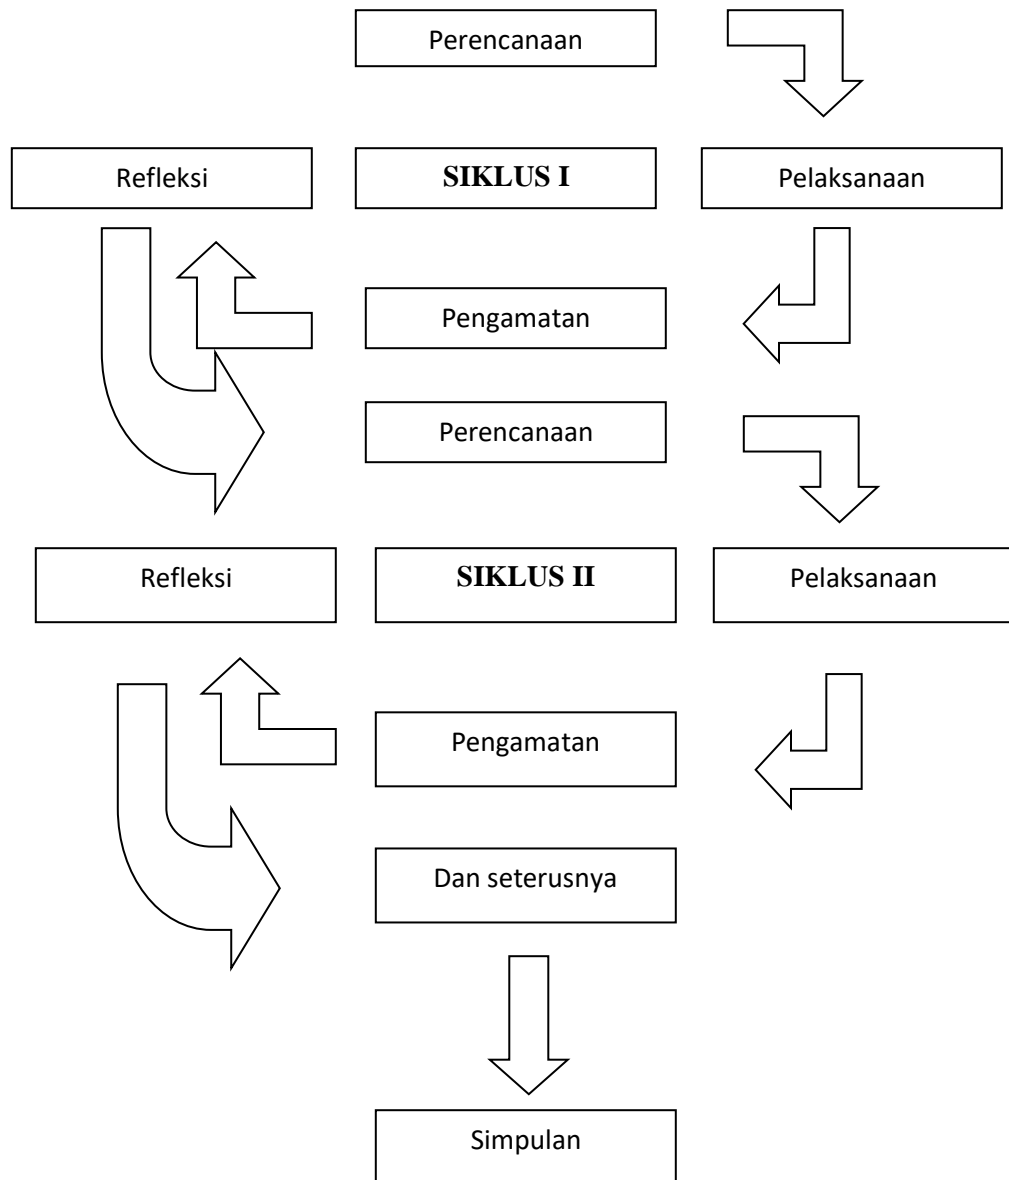 Perencanaan
Refleksi
SIKLUS I
Pelaksanaan
Pengamatan
Perencanaan
Refleksi
SIKLUS II
Pelaksanaan
Pengamatan
Dan seterusnya
Simpulan